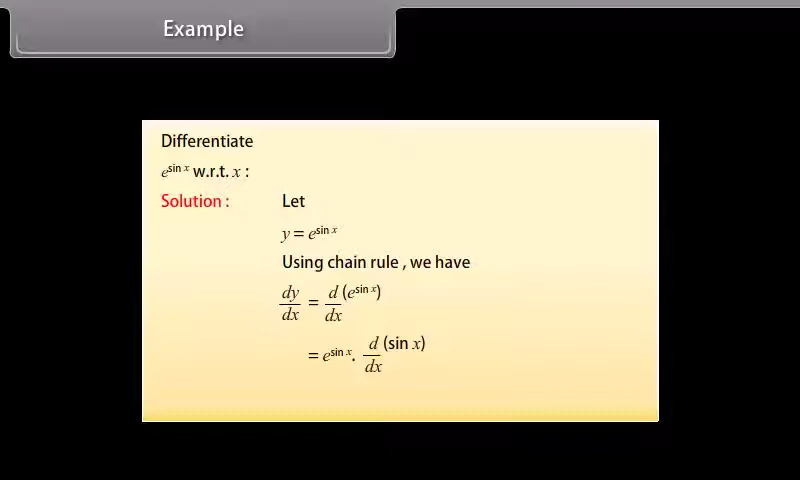 Example
Differentiate
e^sin x w.r.t. x :
Solution : Let
y = e^sin x
Using chain rule , we have
dy/dx = d/dx (e^sin x)
= e^sin x. d/dx (sin x)